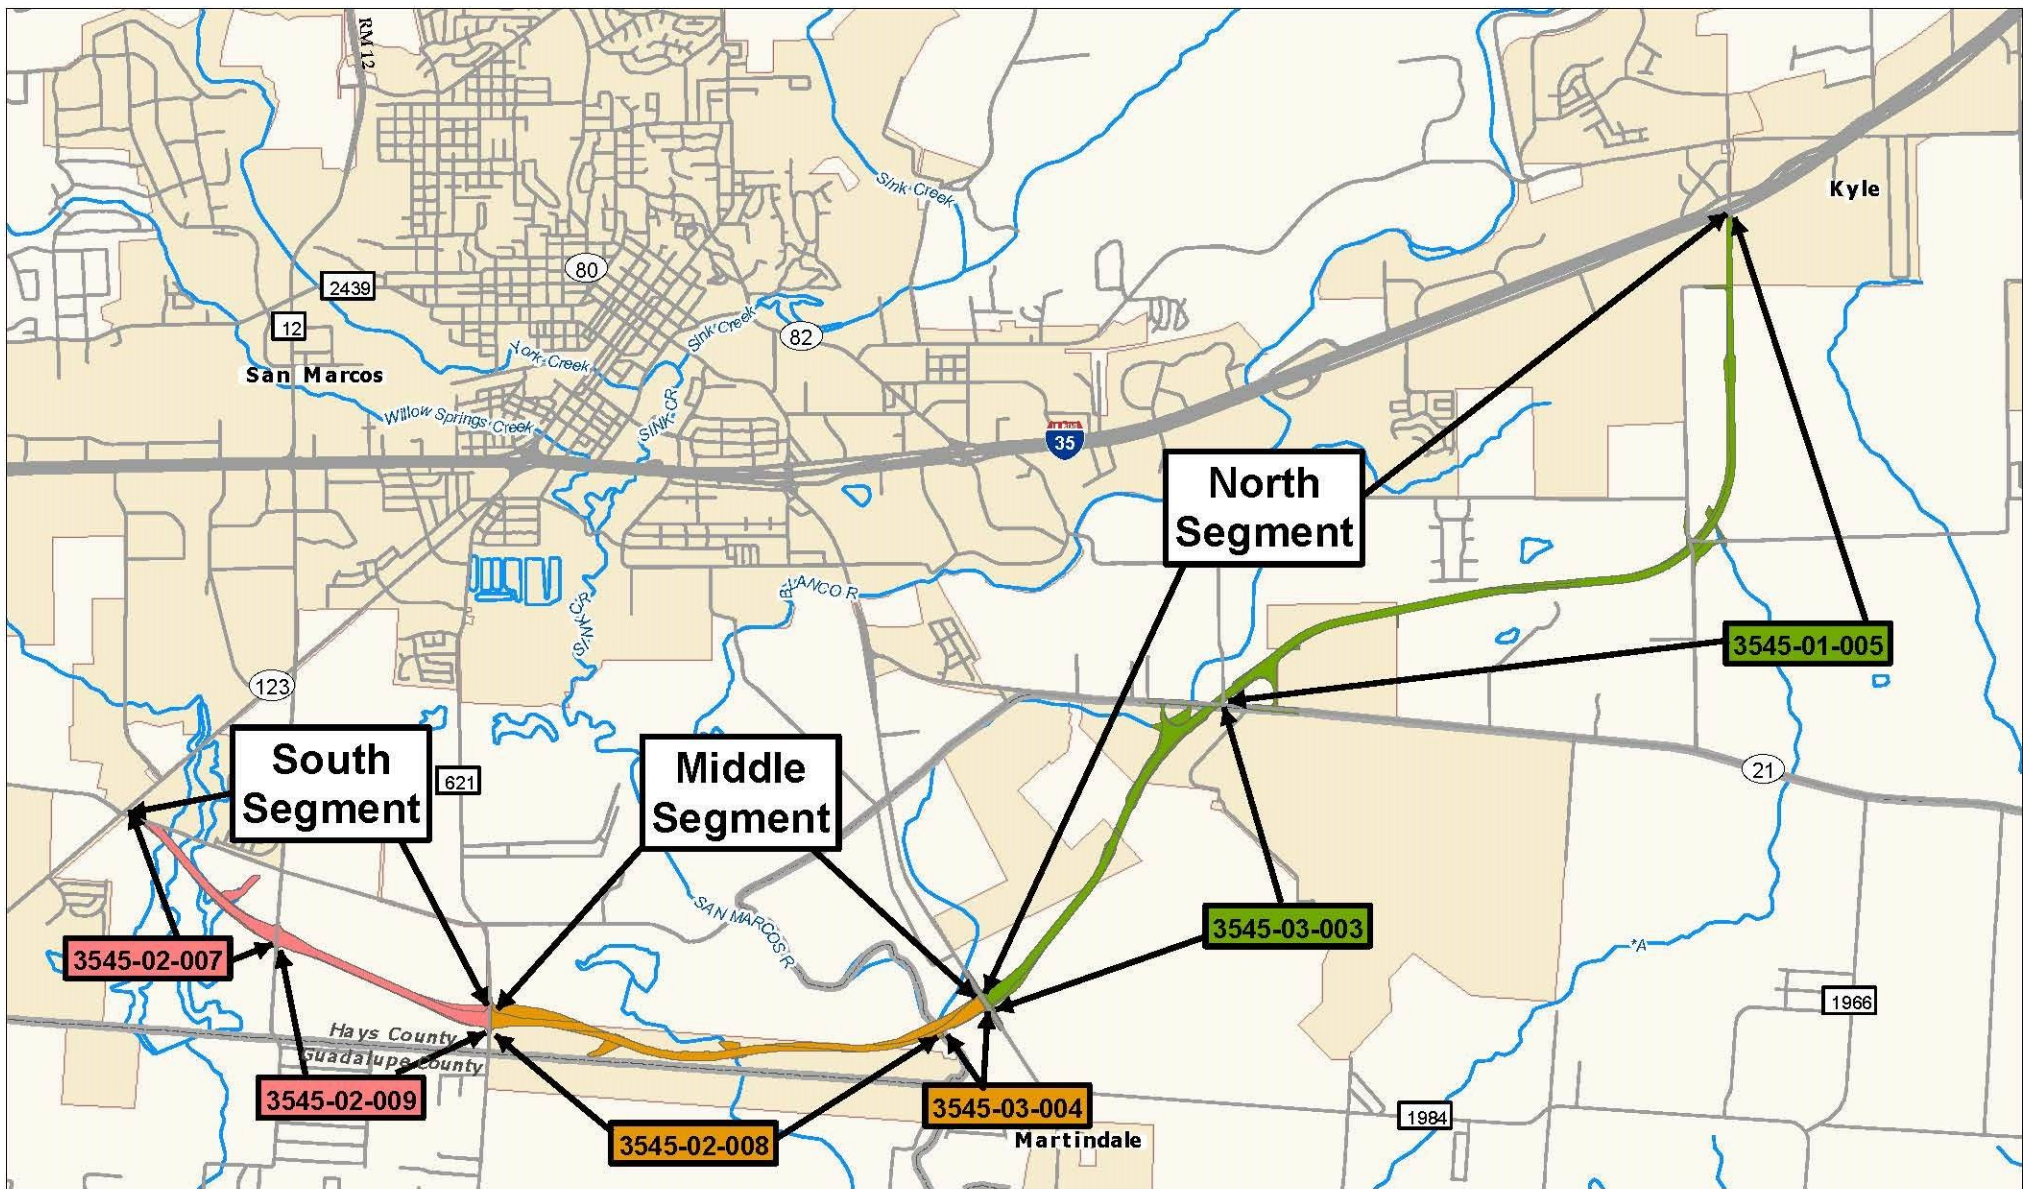 RM 12
Sink Creek
Kyle
80
2439
12
Sink Creek
82
York Creek
San Marcos
Willow Springs Creek
SINK CR
35
North
Segment
BLANCO R
SINK CR
3545-01-005
123
South
Segment
621
Middle
Segment
21
SAN MARCOS R
3545-03-003
*A
3545-02-007
1966
Hays County
Guadalupe County
3545-02-009
3545-03-004
1984
3545-02-008
Martindale